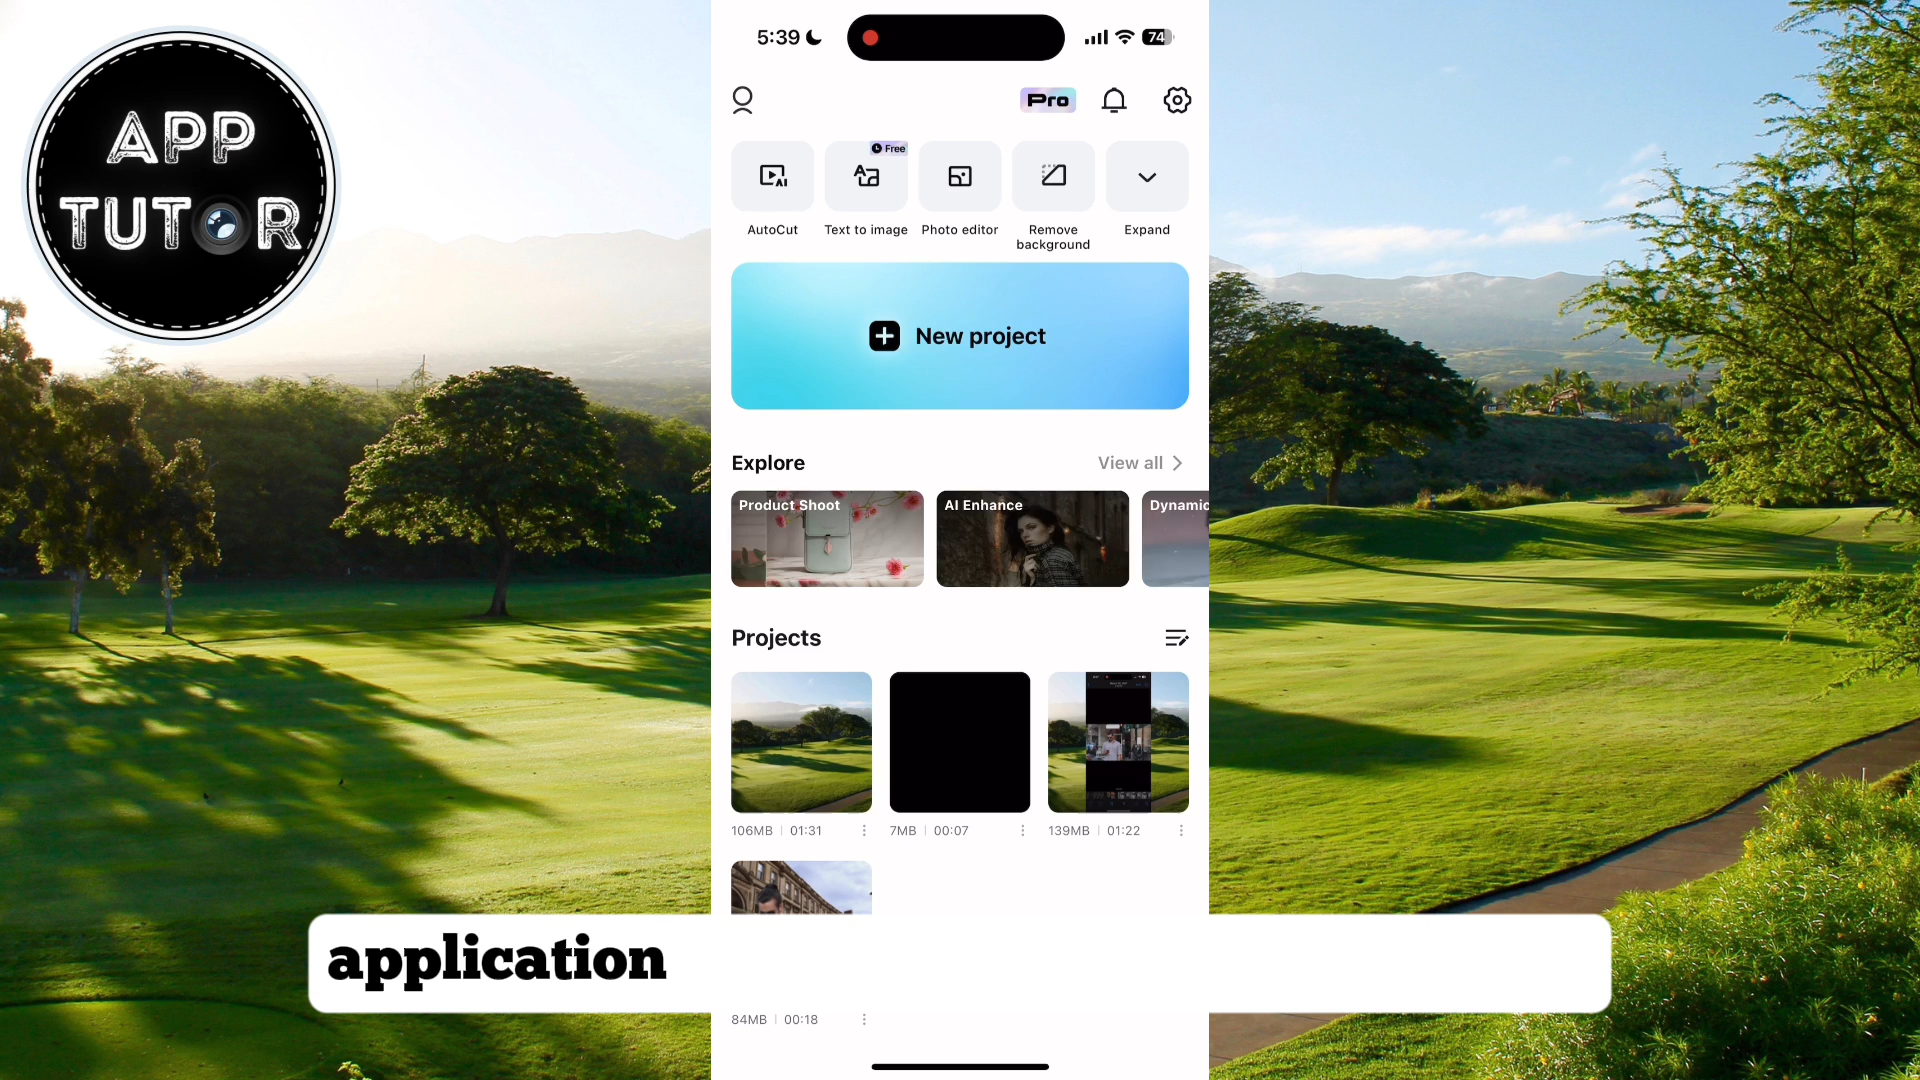 APP
TUTOR
5:39
74
Pro
Free
AI
A
AutoCut
Text to image
Photo editor
Remove
background
Expand
New project
Explore
View all
Product Shoot
AI Enhance
Dynamic
Projects
106MB | 01:31
7MB | 00:07
139MB | 01:22
application
84MB | 00:18